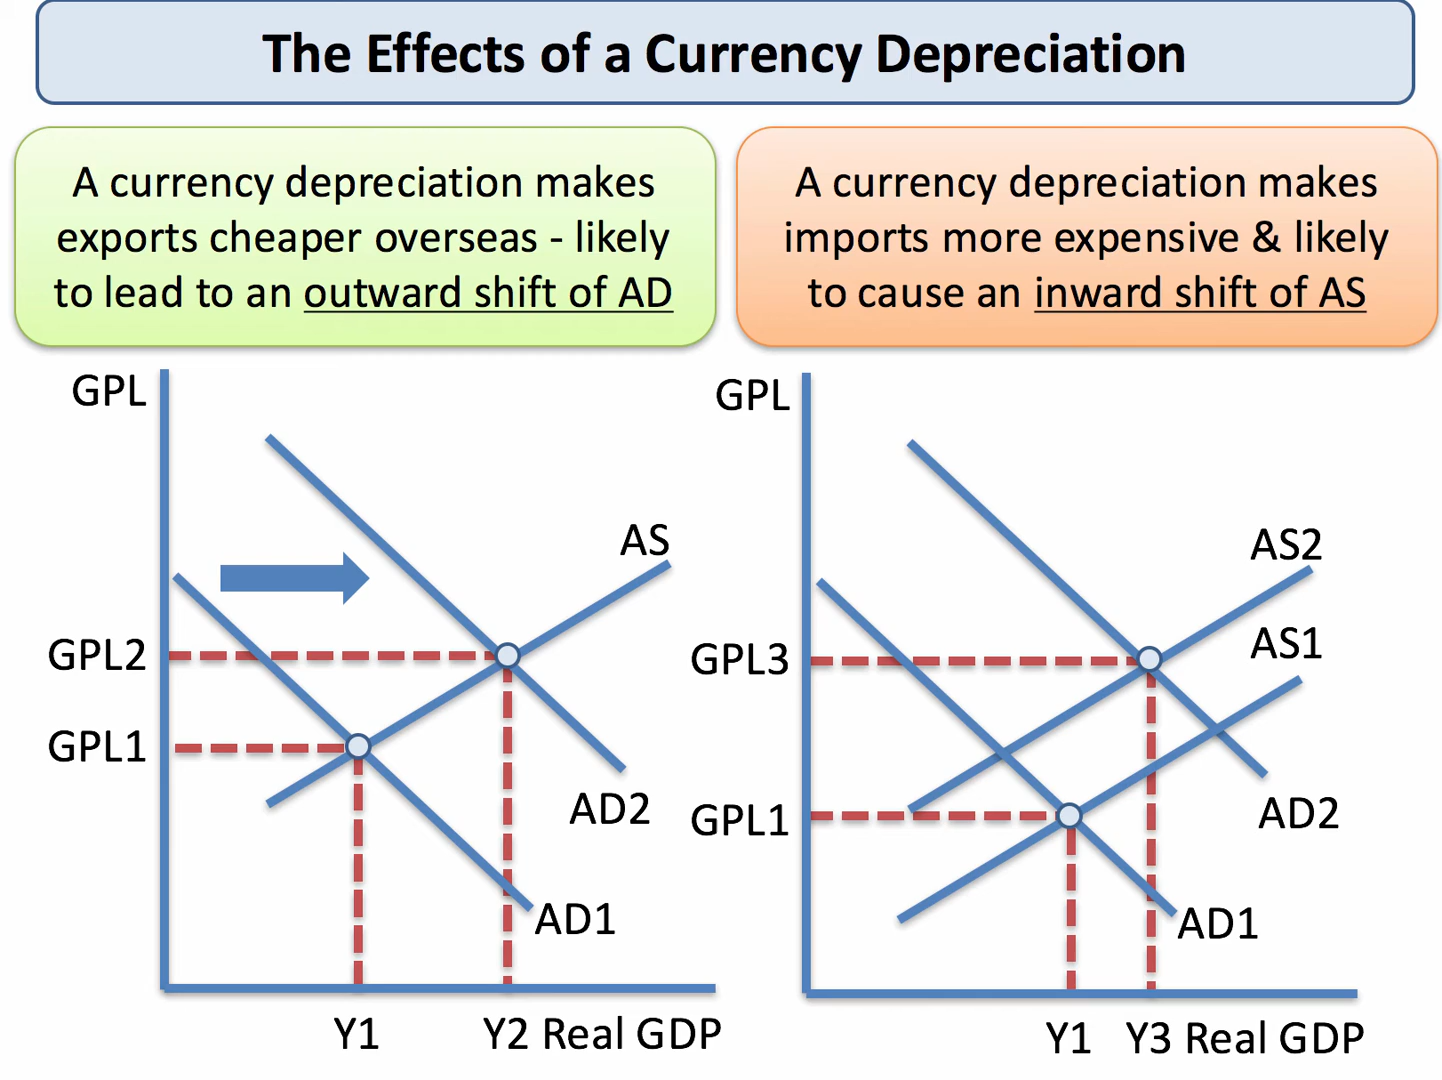 The Effects of a Currency Depreciation
A currency depreciation makes
exports cheaper overseas - likely
to lead to an outward shift of AD
A currency depreciation makes
imports more expensive & likely
to cause an inward shift of AS
GPL
AS
GPL2
GPL1
AD2
AD1
Y1
Y2 Real GDP
GPL
AS2
AS1
GPL3
GPL1
AD2
AD1
Y1
Y3 Real GDP